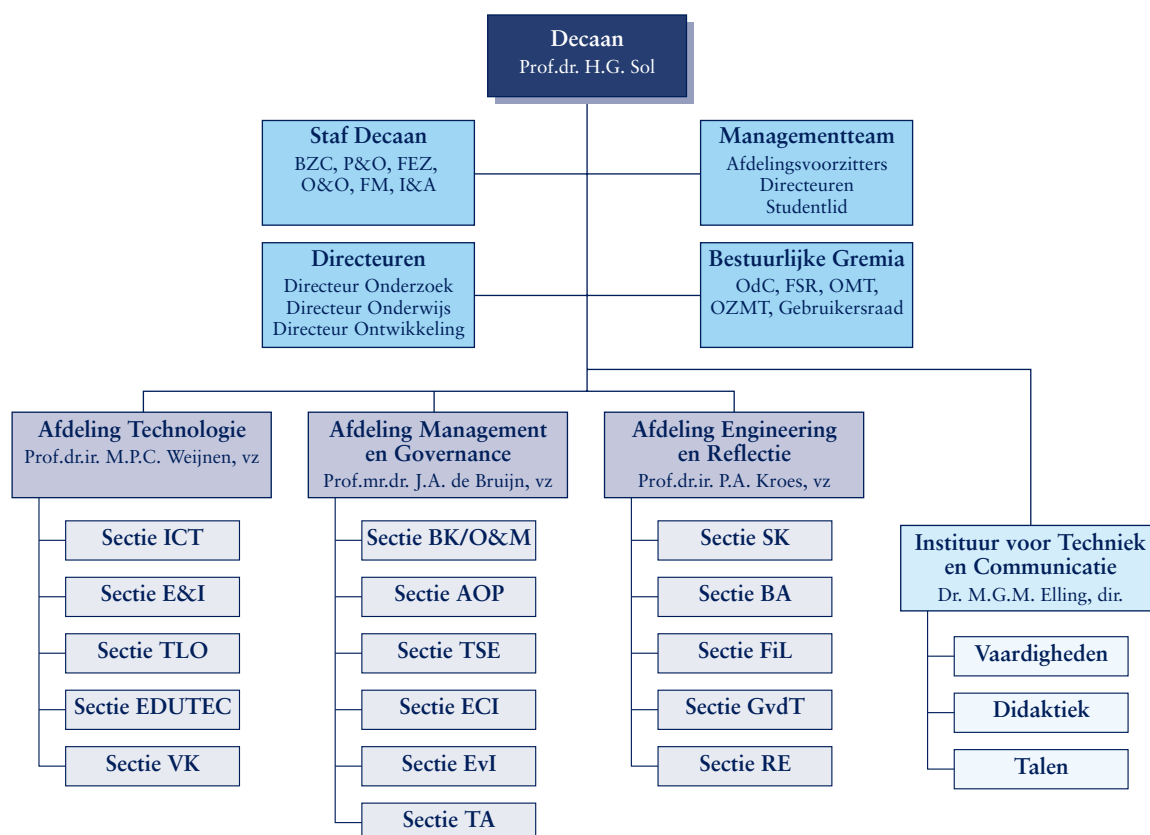 Decaan
Prof.dr. H.G. Sol
Staf Decaan
BZC, P&O, FEZ,
O&O, FM, I&A
Managementteam
Afdelingsvoorzitters
Directeuren
Studentlid
Directeuren
Directeur Onderzoek
Directeur Onderwijs
Directeur Ontwikkeling
Bestuurlijke Gremia
OdC, FSR, OMT,
OZMT, Gebruikersraad
Afdeling Technologie
Prof.dr.ir. M.P.C. Weijnen, vz
Sectie ICT
Sectie E&I
Sectie TLO
Sectie EDUTEC
Sectie VK
Afdeling Management
en Governance
Prof.mr.dr. J.A. de Bruijn, vz
Sectie BK/O&M
Sectie AOP
Sectie TSE
Sectie ECI
Sectie EvI
Sectie TA
Afdeling Engineering
en Reflectie
Prof.dr.ir. P.A. Kroes, vz
Sectie SK
Sectie BA
Sectie FiL
Sectie GvdT
Sectie RE
Instituur voor Techniek
en Communicatie
Dr. M.G.M. Elling, dir.
Vaardigheden
Didaktiek
Talen